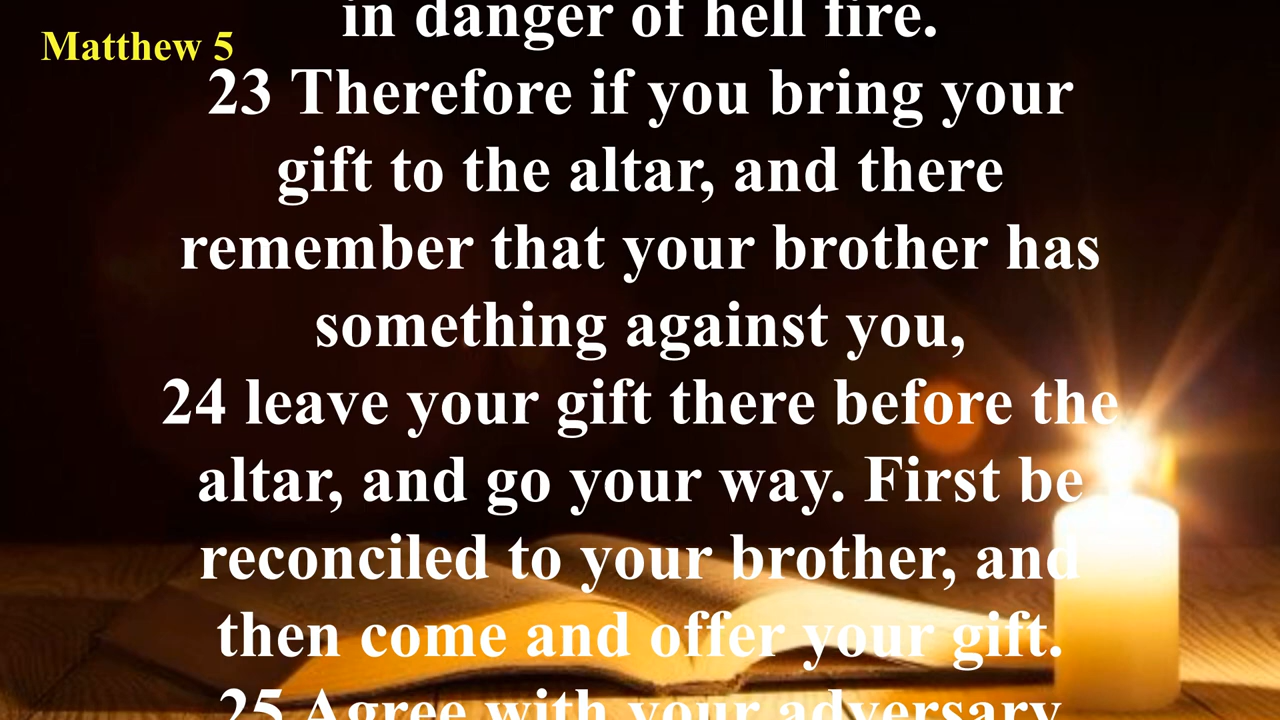 in danger of hell fire.
Matthew 5
23 Therefore if you bring your
gift to the altar, and there
remember that your brother has
something against you,
24 leave your gift there before the
altar, and go your way. First be
reconciled to your brother, and
then come and offer your gift.
25 Agree with your adversary